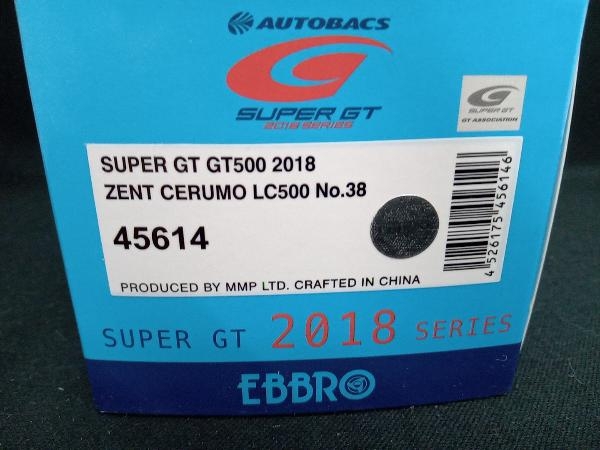 AUTOBACS
SUPER GT
2018 SERIES
SUPER GT
GT ASSOCIATION
SUPER GT GT500 2018
ZENT CERUMO LC500 No.38
45614
4 526175 456146
PRODUCED BY MMP LTD. CRAFTED IN CHINA
SUPER GT 2018 SERIES
EBBRO